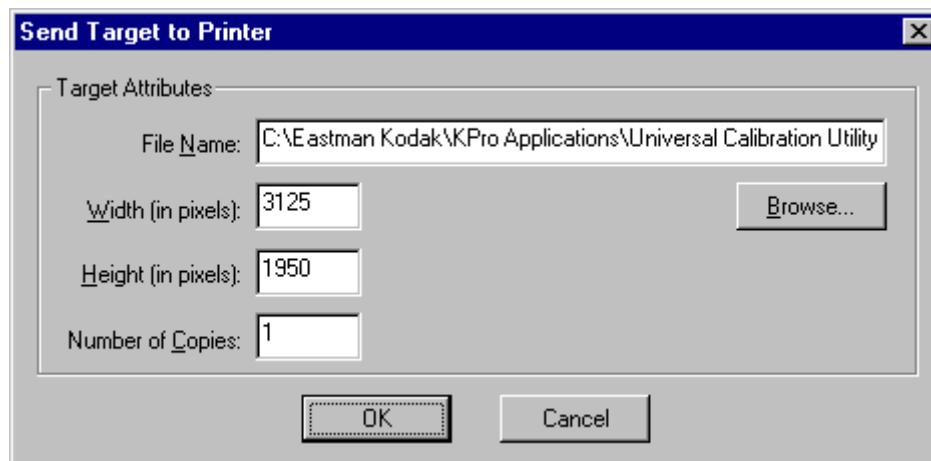 Send Target to Printer
Target Attributes
File Name: C:\Eastman Kodak\KPro Applications\Universal Calibration Utility
Width (in pixels): 3125
Browse...
Height (in pixels): 1950
Number of Copies: 1
OK Cancel